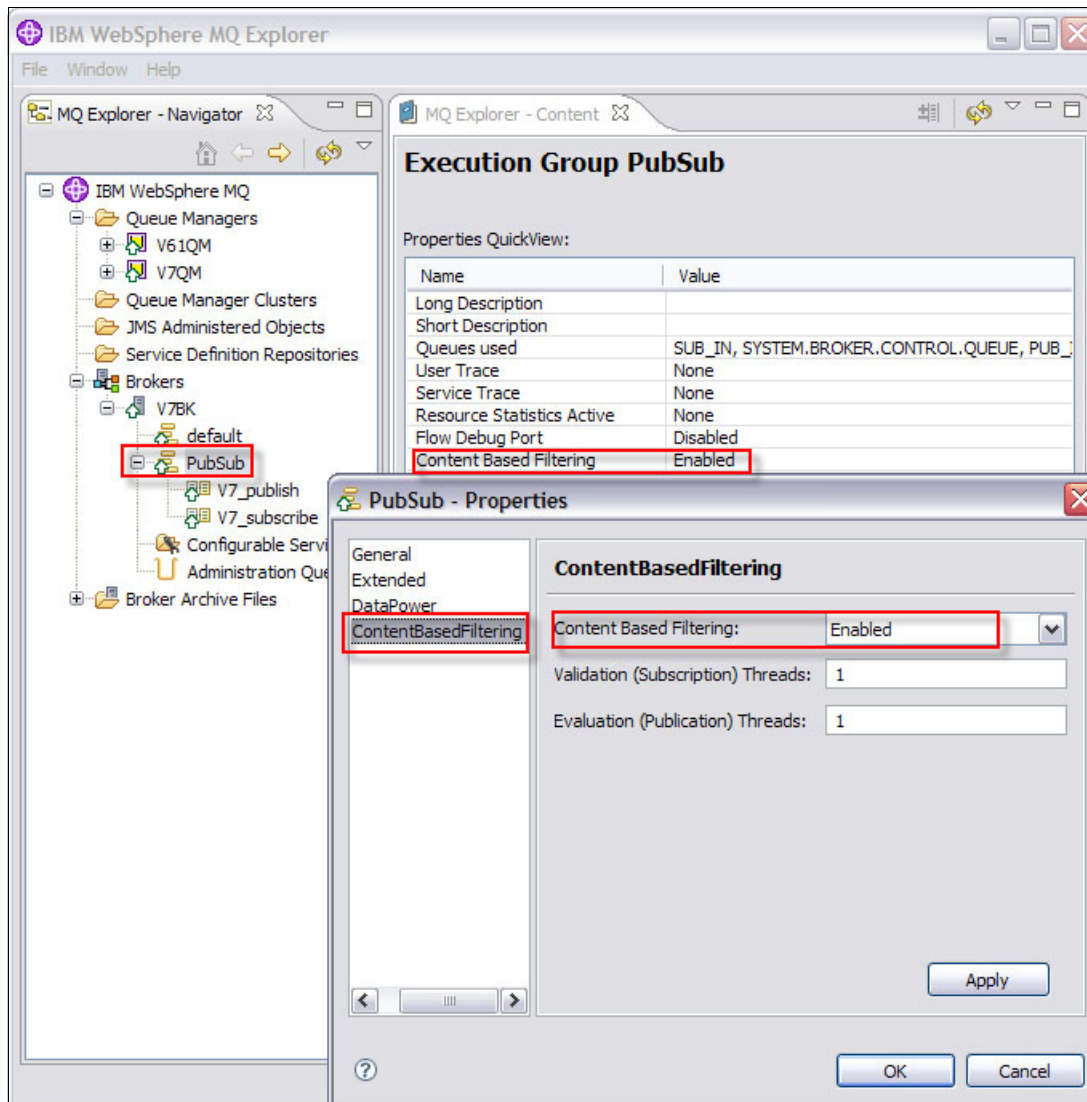 IBM WebSphere MQ Explorer
File Window Help
MQ Explorer - Navigator
IBM WebSphere MQ
Queue Managers
V61QM
V7QM
Queue Manager Clusters
JMS Administered Objects
Service Definition Repositories
Brokers
V7BK
default
PubSub
V7_publish
V7_subscribe
Configurable Servi
Administration Que
Broker Archive Files
MQ Explorer - Content
Execution Group PubSub
Properties QuickView:
Name Value
Long Description
Short Description
Queues used SUB_IN, SYSTEM.BROKER.CONTROL.QUEUE, PUB_I
User Trace None
Service Trace None
Resource Statistics Active None
Flow Debug Port Disabled
Content Based Filtering Enabled
PubSub - Properties
General
Extended
DataPower
ContentBasedFiltering
ContentBasedFiltering
Content Based Filtering: Enabled
Validation (Subscription) Threads: 1
Evaluation (Publication) Threads: 1
Apply
OK Cancel